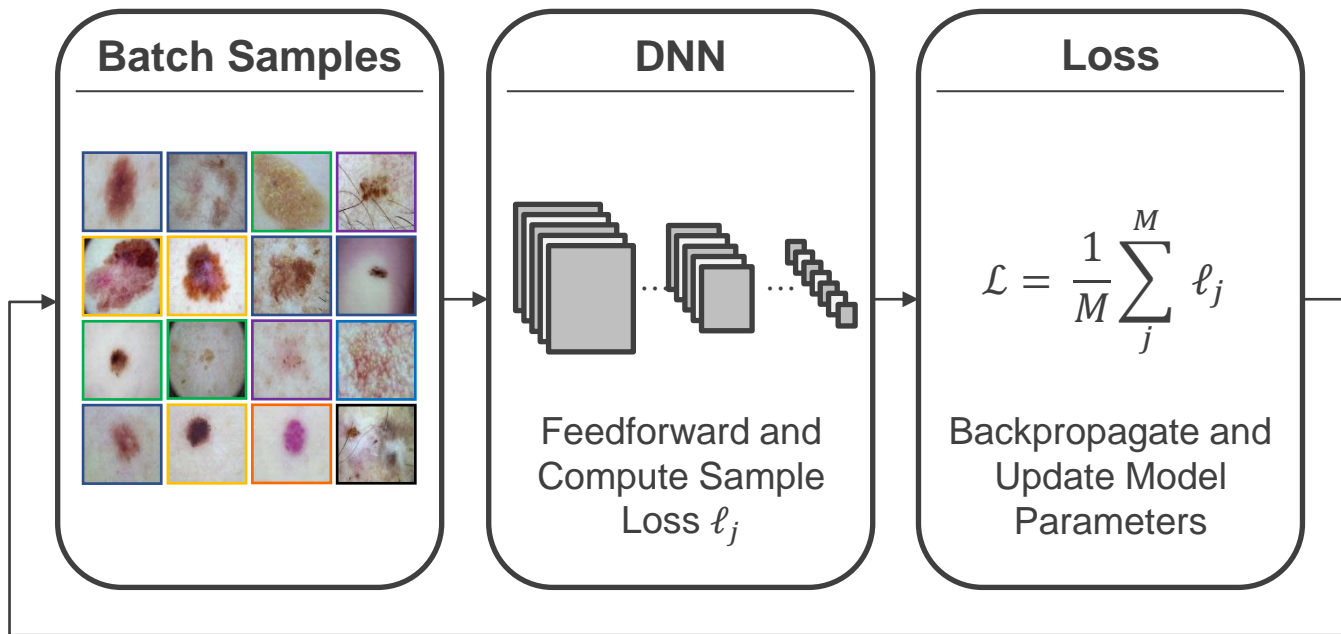 Batch Samples
DNN
Feedforward and
Compute Sample
Loss ℓ_j
Loss
ℒ = 1/M ∑_j^M ℓ_j
Backpropagate and
Update Model
Parameters